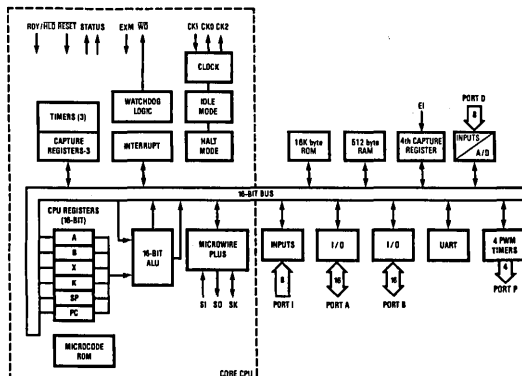 RDY/HLD RESET STATUS EXM WO CKI CKO CK2
CLOCK
IDLE MODE
HALT MODE
WATCHDOG LOGIC
INTERRUPT
TIMERS (3)
CAPTURE REGISTERS-3
16K byte ROM
512 byte RAM
EI
4th CAPTURE REGISTER
PORT D
8
INPUTS
A/D
16-BIT BUS
CPU REGISTERS (16-BIT)
A
B
X
K
SP
PC
MICROCODE ROM
16-BIT ALU
MICROWIRE PLUS
SI SO SK
INPUTS
8
PORT I
I/O
16
PORT A
I/O
16
PORT B
UART
4 PWM TIMERS
4
PORT P
CORE CPU